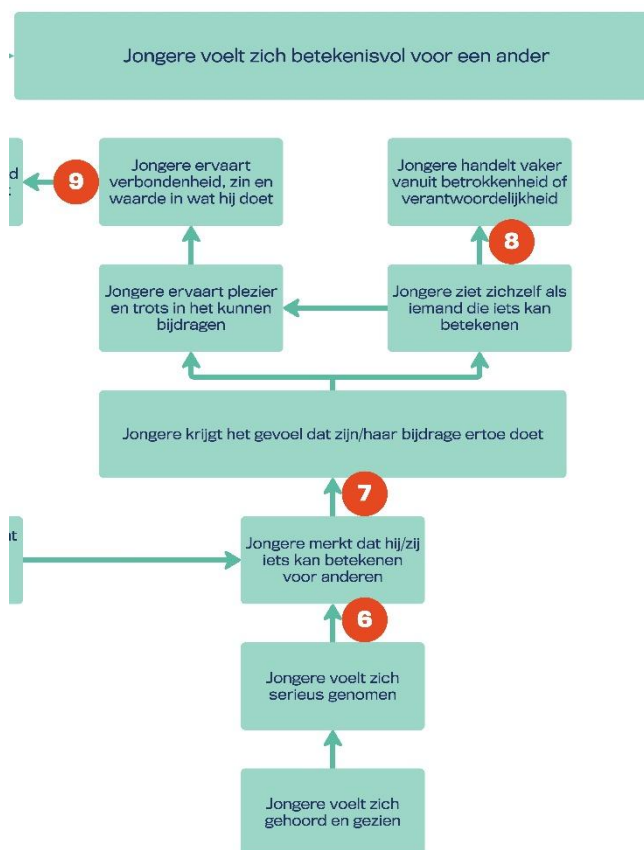 Jongere voelt zich betekenisvol voor een ander
d
t
9
Jongere ervaart
verbondenheid, zin en
waarde in wat hij doet
Jongere handelt vaker
vanuit betrokkenheid of
verantwoordelijkheid
8
Jongere ervaart plezier
en trots in het kunnen
bijdragen
Jongere ziet zichzelf als
iemand die iets kan
betekenen
Jongere krijgt het gevoel dat zijn/haar bijdrage ertoe doet
7
nt
Jongere merkt dat hij/zij
iets kan betekenen
voor anderen
6
Jongere voelt zich
serieus genomen
Jongere voelt zich
gehoord en gezien